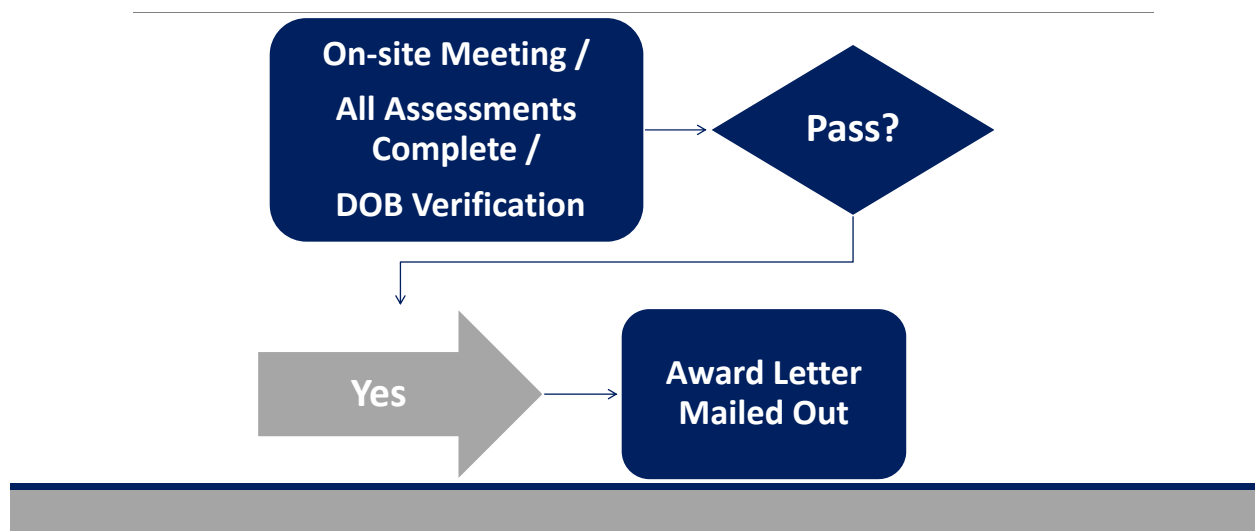 On-site Meeting /
All Assessments
Complete /
DOB Verification
Pass?
Yes
Award Letter
Mailed Out